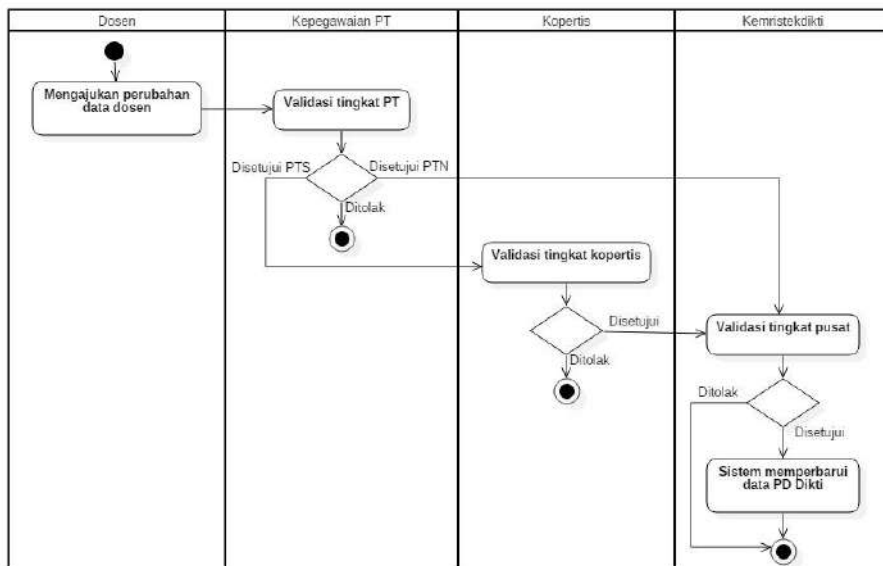 Dosen
Kepegawaian PT
Kopertis
Kemristekdikti
Mengajukan perubahan
data dosen
Validasi tingkat PT
Disetujui PTS
Disetujui PTN
Ditolak
Validasi tingkat kopertis
Disetujui
Ditolak
Validasi tingkat pusat
Ditolak
Disetujui
Sistem memperbarui
data PD Dikti